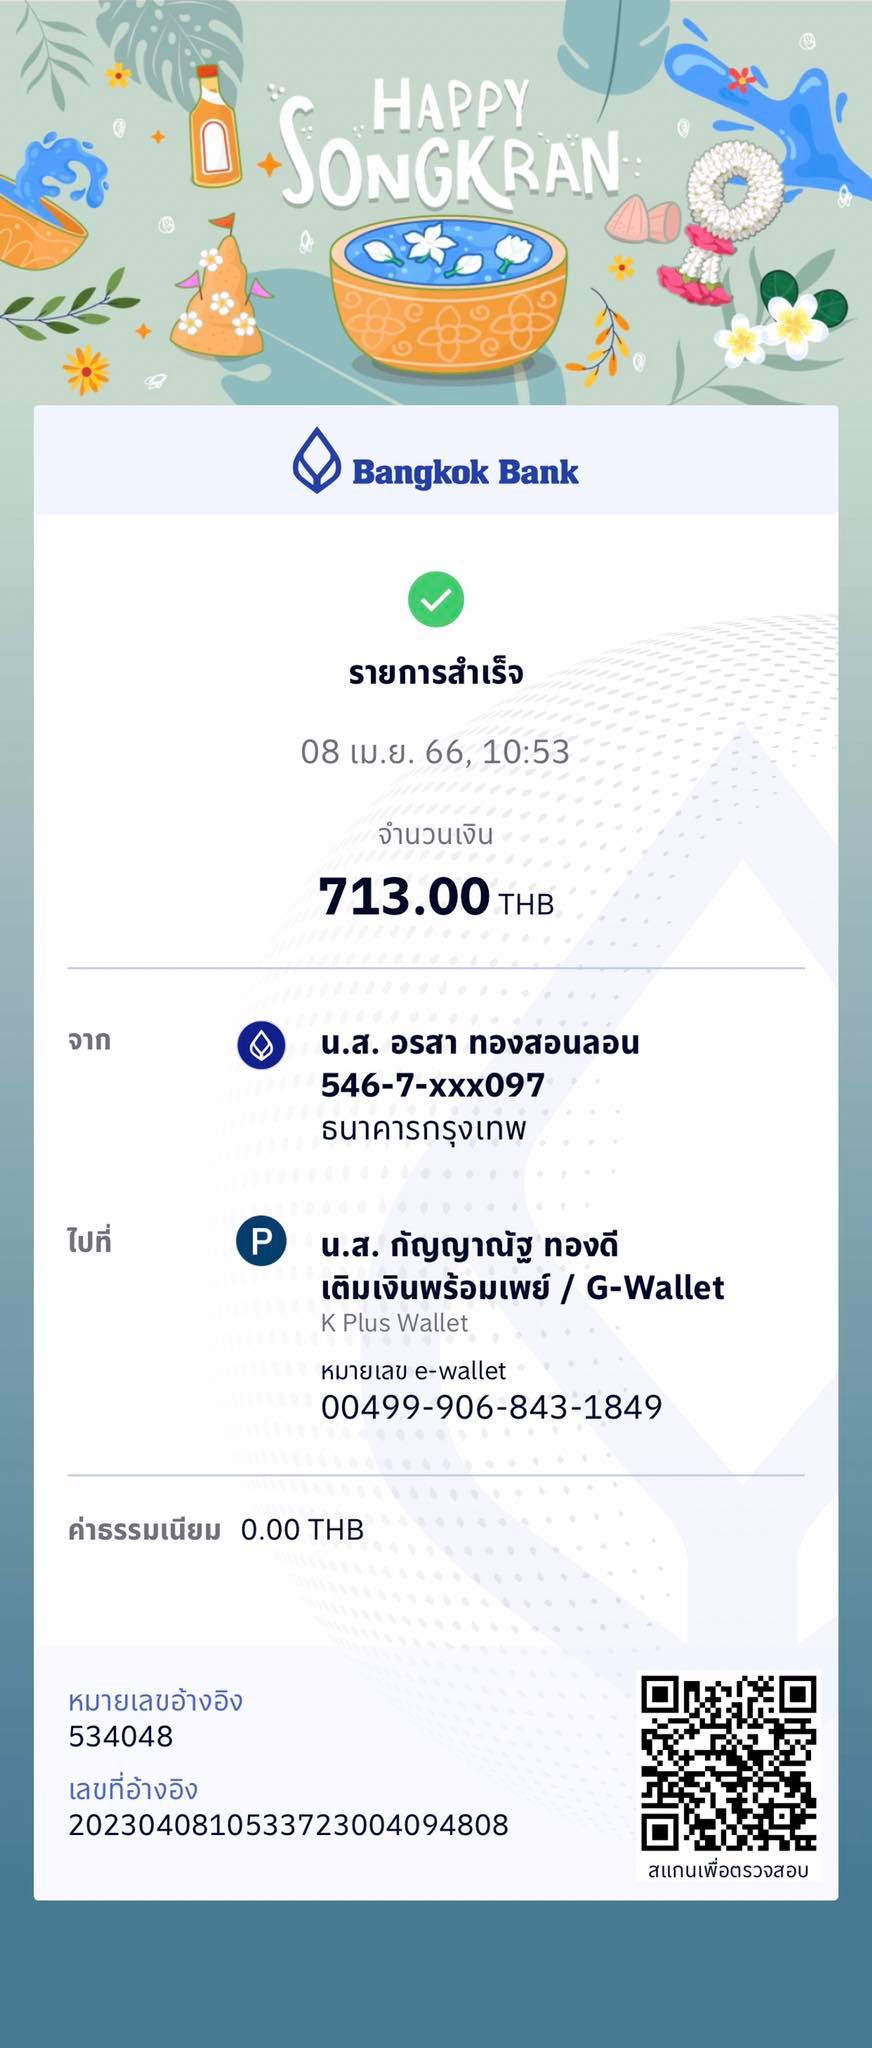 HAPPY
SONGKRAN
Bangkok Bank
รายการสำเร็จ
08 เม.ย. 66, 10:53
จำนวนเงิน
713.00 THB
จาก
น.ส. อรสา ทองสอนลอน
546-7-xxx097
ธนาคารกรุงเทพ
ไปที่
P
น.ส. กัญญาณัฐ ทองดี
เติมเงินพร้อมเพย์ / G-Wallet
K Plus Wallet
หมายเลข e-wallet
00499-906-843-1849
ค่าธรรมเนียม 0.00 THB
หมายเลขอ้างอิง
534048
เลขที่อ้างอิง
2023040810533723004094808
สแกนเพื่อตรวจสอบ